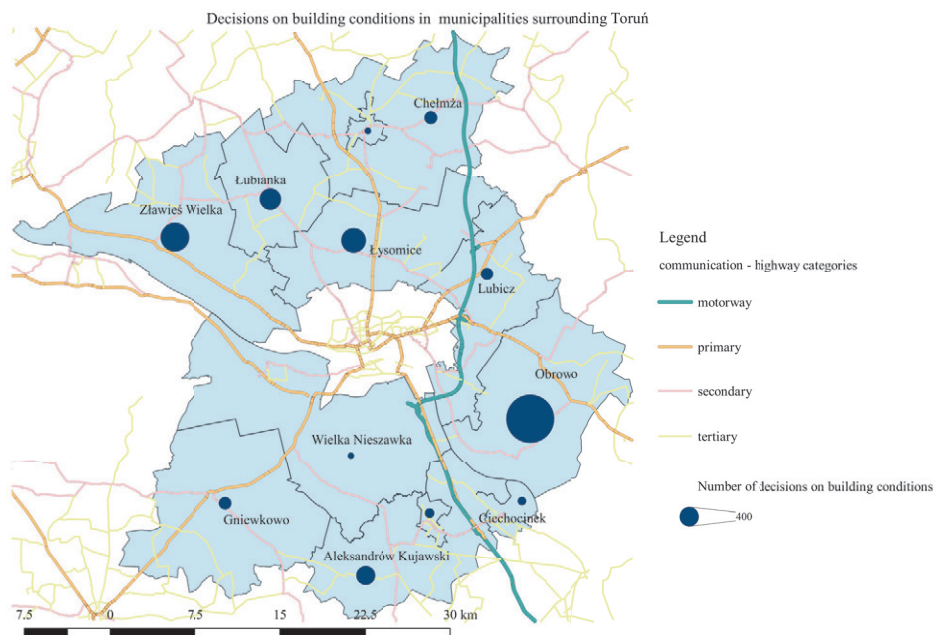 Decisions on building conditions in municipalities surrounding Toruń
Chełmża
Łubianka
Zławieś Wielka
Łysomice
Lubicz
Obrowo
Wielka Nieszawka
Gniewkowo
Ciechocinek
Aleksandrów Kujawski
7.5 0 7.5 15 22.5 30 km
Legend
communication - highway categories
motorway
primary
secondary
tertiary
Number of decisions on building conditions
400